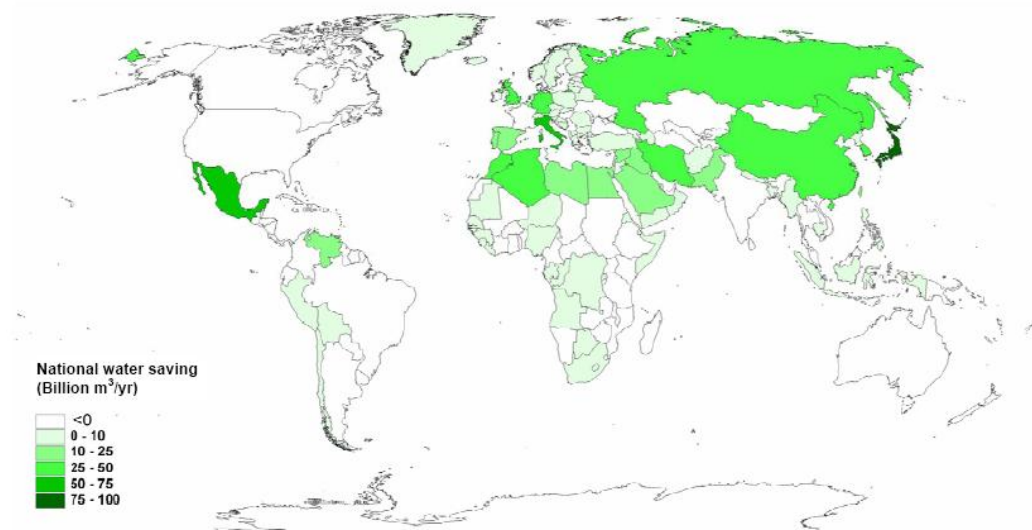 National water saving
(Billion m³/yr)
<0
0 - 10
10 - 25
25 - 50
50 - 75
75 - 100